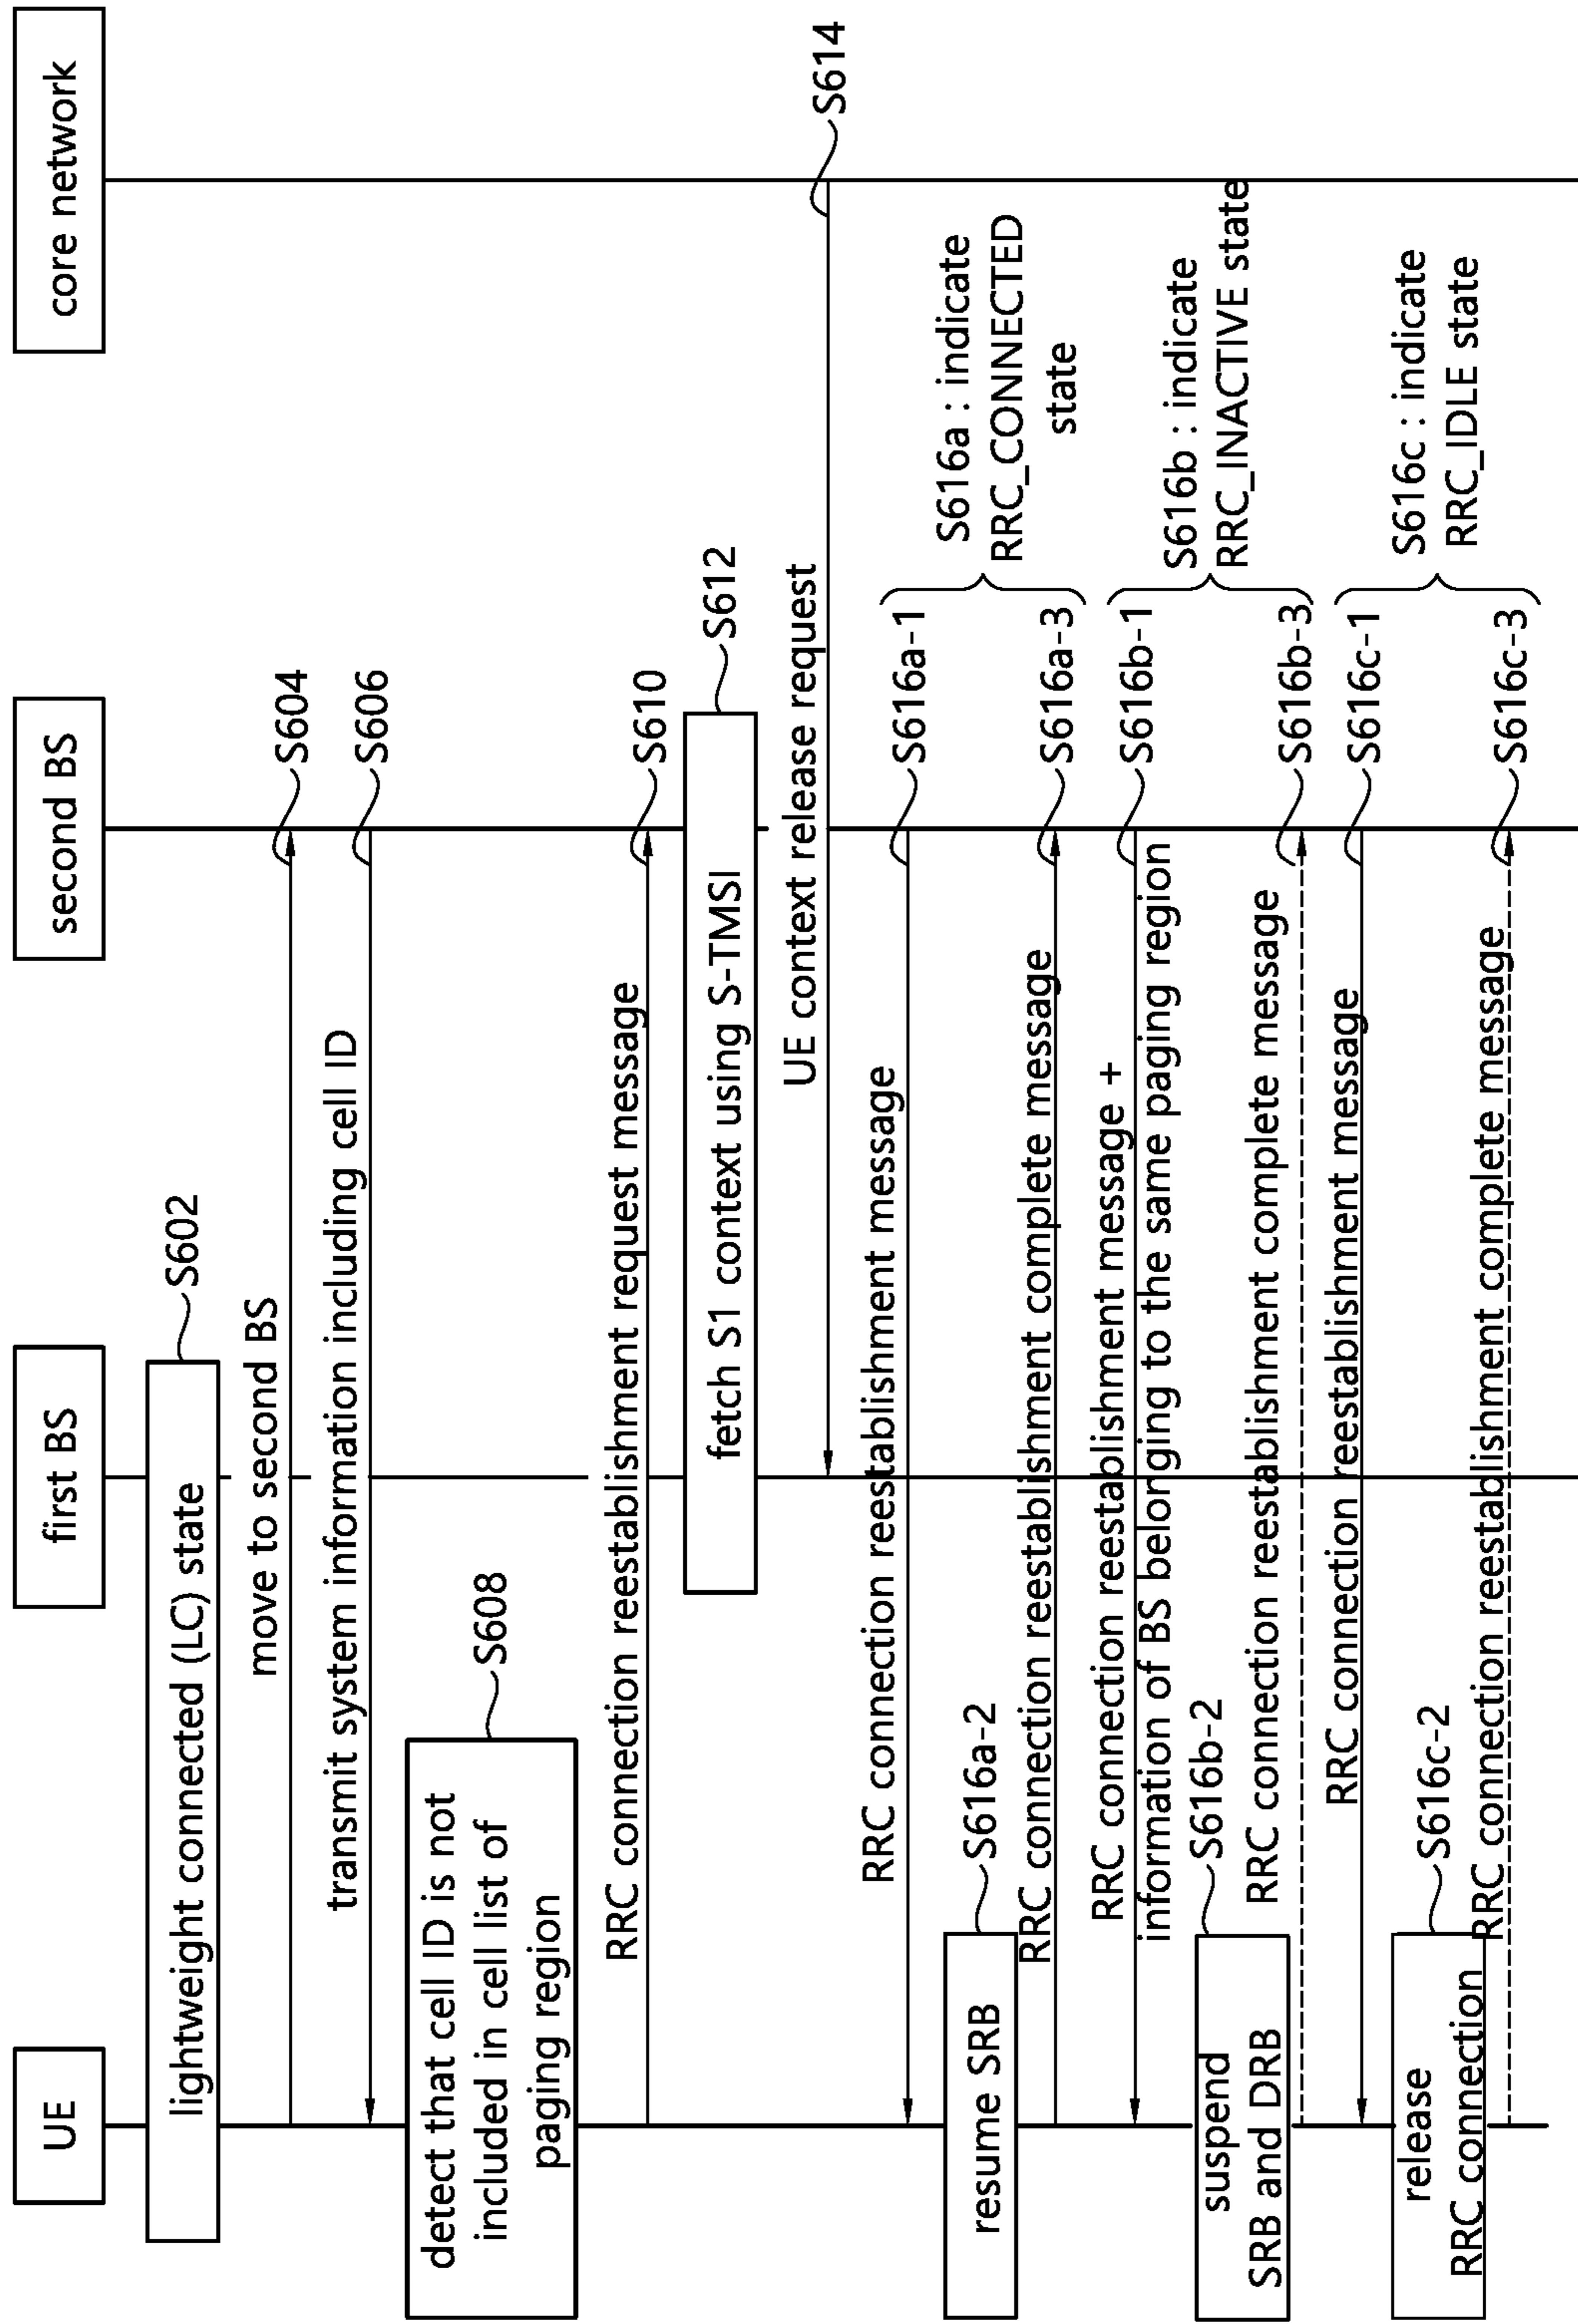 UE
first BS
second BS
core network
lightweight connected (LC) state
S602
move to second BS
S604
transmit system information including cell ID
S606
detect that cell ID is not
included in cell list of
paging region
S608
RRC connection reestablishment request message
S610
fetch S1 context using S-TMSI
S612
UE context release request
S614
RRC connection reestablishment message
S616a-1
resume SRB
S616a-2
RRC connection reestablishment complete message
S616a-3
S616a : indicate
RRC_CONNECTED
state
RRC connection reestablishment message +
information of BS belonging to the same paging region
S616b-1
suspend
SRB and DRB
S616b-2
RRC connection reestablishment complete message
S616b-3
S616b : indicate
RRC_INACTIVE state
RRC connection reestablishment message
S616c-1
release
RRC connection
S616c-2
RRC connection reestablishment complete message
S616c-3
S616c : indicate
RRC_IDLE state